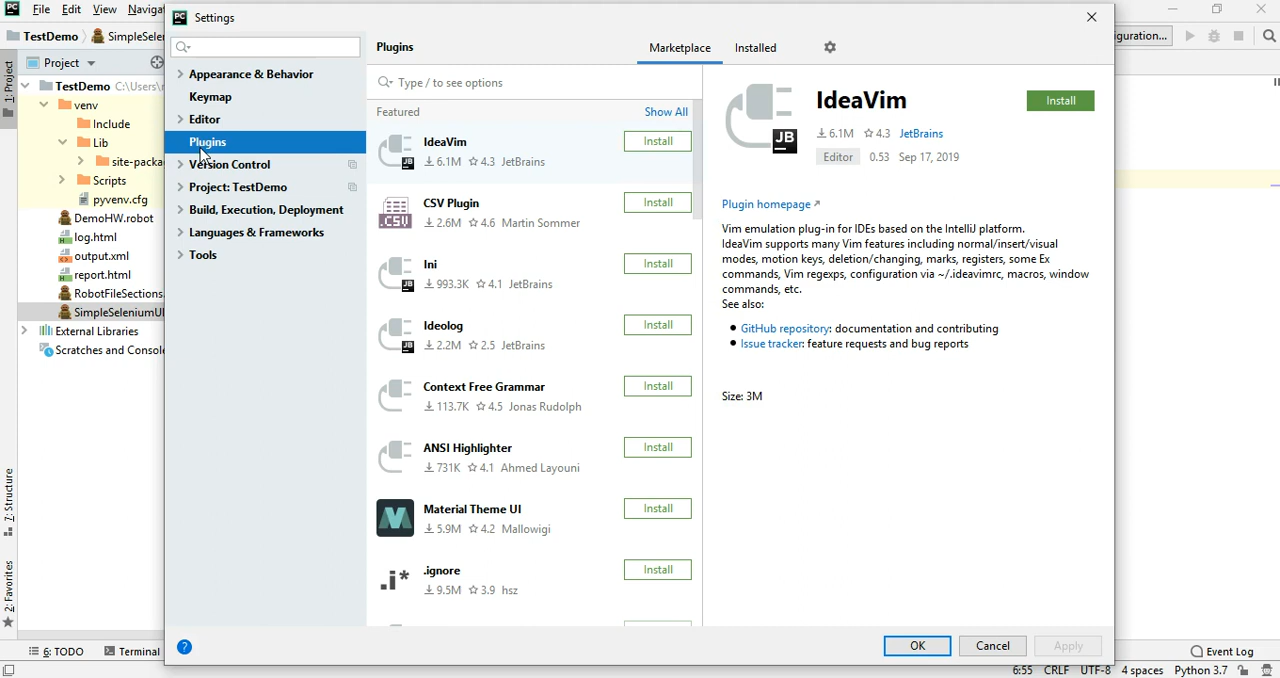 PC File Edit View Naviga
TestDemo SimpleSele
guration...
1: Project
Project
TestDemo C:\Users\
venv
Include
Lib
site-packa
Scripts
pyvenv.cfg
DemoHW.robot
log.html
output.xml
report.html
RobotFileSections.
SimpleSeleniumUI
External Libraries
Scratches and Console
7: Structure
2: Favorites
PC Settings
Appearance & Behavior
Keymap
Editor
Plugins
Version Control
Project: TestDemo
Build, Execution, Deployment
Languages & Frameworks
Tools
Plugins Marketplace Installed
Type / to see options
Featured Show All
IdeaVim Install
6.1M 4.3 JetBrains
JB
CSV Plugin Install
.CSV 2.6M 4.6 Martin Sommer
Ini Install
993.3K 4.1 JetBrains
JB
Ideolog Install
2.2M 2.5 JetBrains
JB
Context Free Grammar Install
113.7K 4.5 Jonas Rudolph
ANSI Highlighter Install
731K 4.1 Ahmed Layouni
Material Theme UI Install
5.9M 4.2 Mallowigi
.ignore Install
.i* 9.5M 3.9 hsz
IdeaVim Install
JB 6.1M 4.3 JetBrains
Editor 0.53 Sep 17, 2019
Plugin homepage
Vim emulation plug-in for IDEs based on the IntelliJ platform.
IdeaVim supports many Vim features including normal/insert/visual
modes, motion keys, deletion/changing, marks, registers, some Ex
commands, Vim regexps, configuration via ~/.ideavimrc, macros, window
commands, etc.
See also:
GitHub repository: documentation and contributing
Issue tracker: feature requests and bug reports
Size: 3M
? OK Cancel Apply
6: TODO Terminal Event Log
6:55 CRLF UTF-8 4 spaces Python 3.7